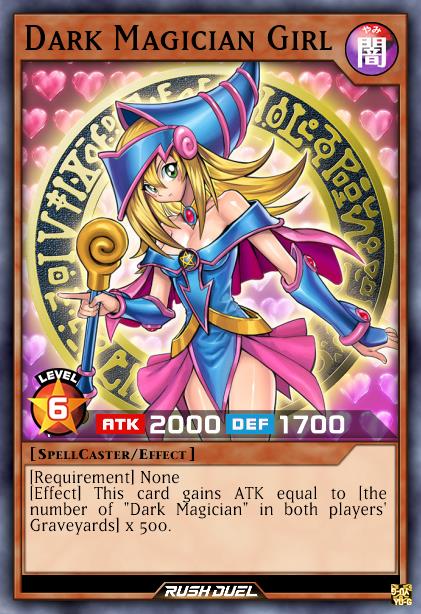 Dark Magician Girl
やみ
闇
LEVEL
6
ATK 2000 DEF 1700
[SpellCaster/Effect]
[Requirement] None
[Effect] This card gains ATK equal to [the
number of "Dark Magician" in both players'
Graveyards] x 500.
RUSH DUEL